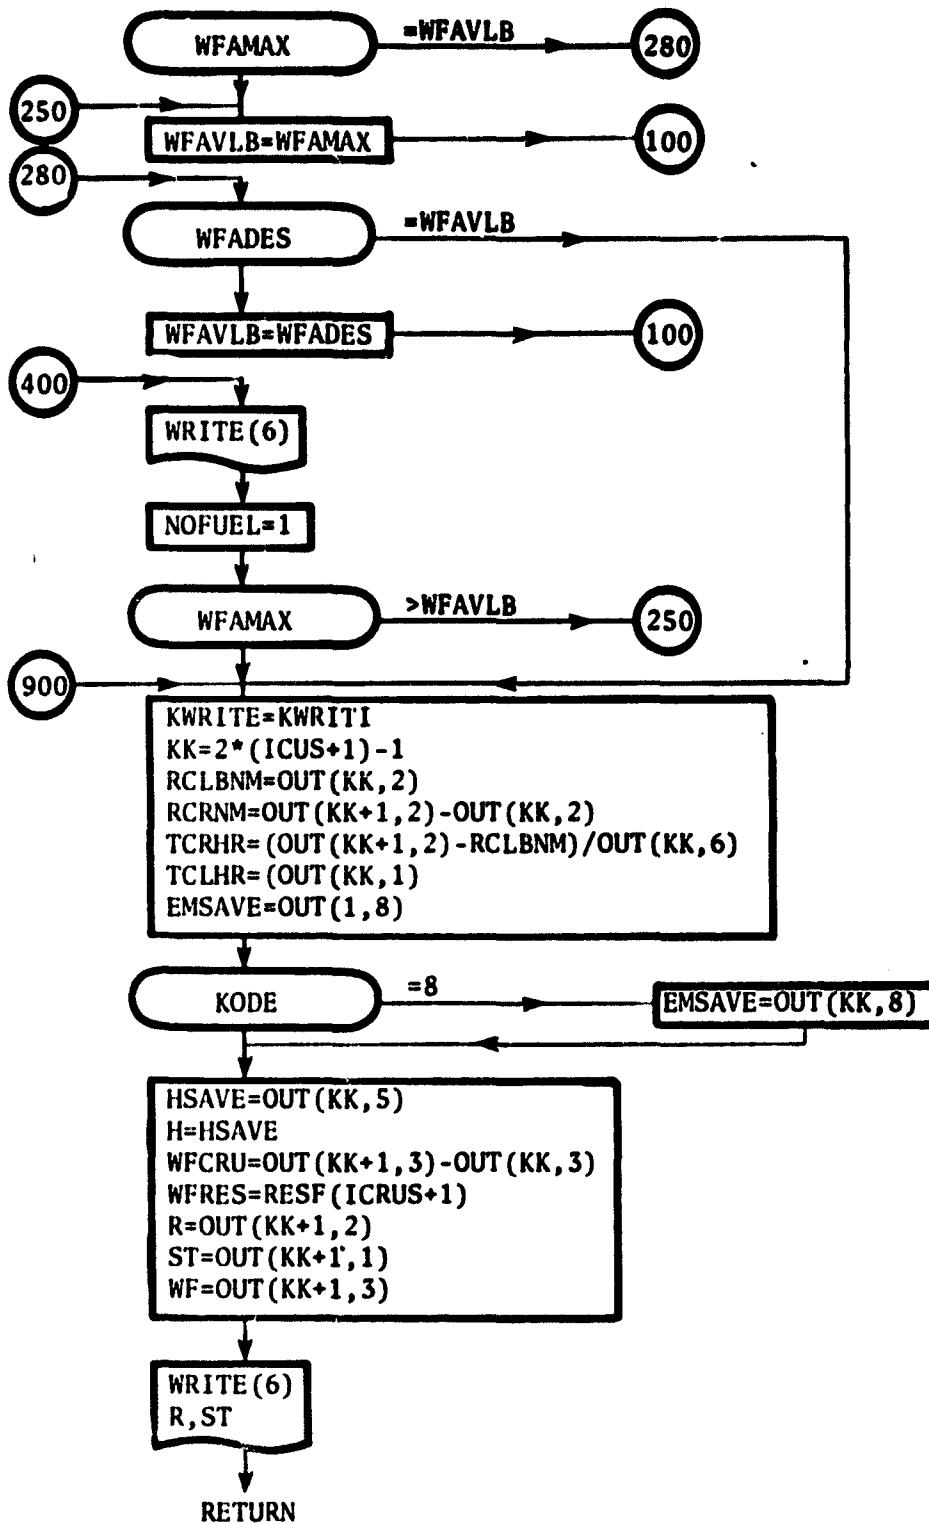 WFAMAX
=WFAVLB
280
250
WFAVLB=WFAMAX
100
280
WFADES
=WFAVLB
WFAVLB=WFADES
100
400
WRITE(6)
NOFUEL=1
WFAMAX
>WFAVLB
250
900
KWRITE=KWRITI
KK=2*(ICUS+1)-1
RCLBNM=OUT(KK,2)
RCRNM=OUT(KK+1,2)-OUT(KK,2)
TCRHR=(OUT(KK+1,2)-RCLBNM)/OUT(KK,6)
TCLHR=(OUT(KK,1)
EMSAVE=OUT(1,8)
KODE
=8
EMSAVE=OUT(KK,8)
HSAVE=OUT(KK,5)
H=HSAVE
WFCRU=OUT(KK+1,3)-OUT(KK,3)
WFRES=RESF(ICRUS+1)
R=OUT(KK+1,2)
ST=OUT(KK+1,1)
WF=OUT(KK+1,3)
WRITE(6)
R,ST
RETURN